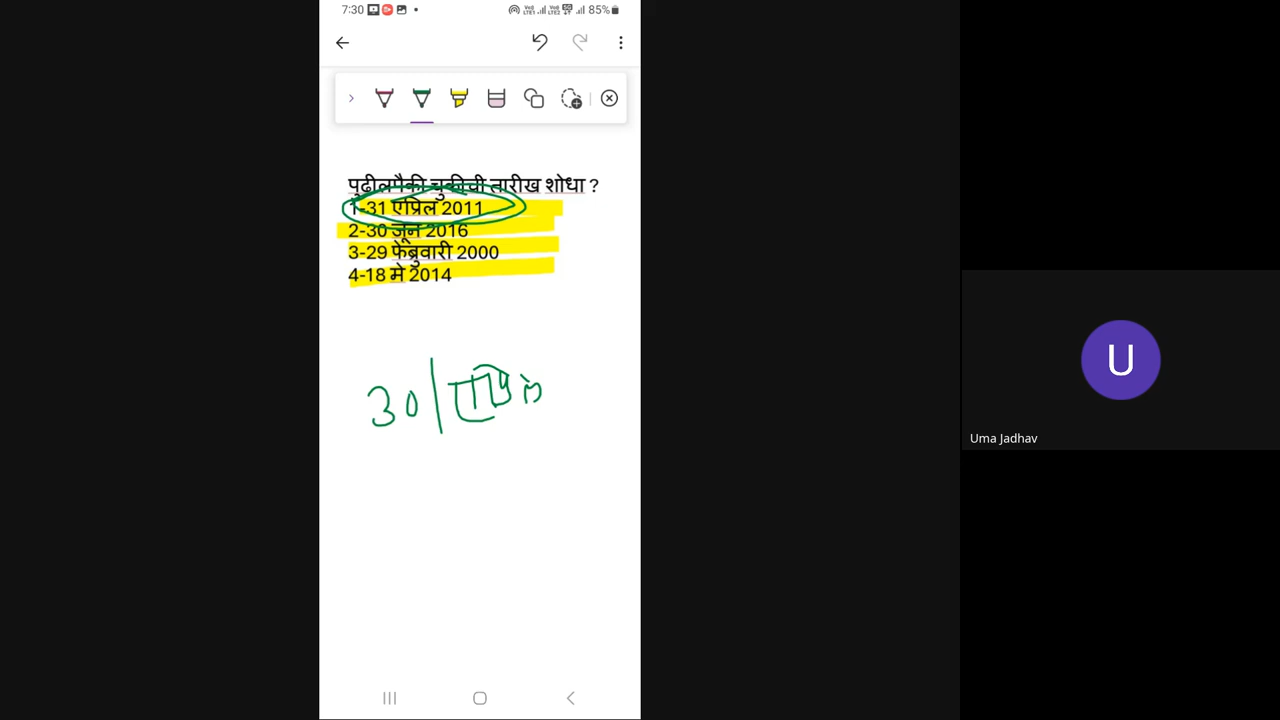 7:30 85%
पुढीलपैकी चुकीची तारीख शोधा ?
1-31 एप्रिल 2011
2-30 जून 2016
3-29 फेब्रुवारी 2000
4-18 मे 2014
30
U
Uma Jadhav